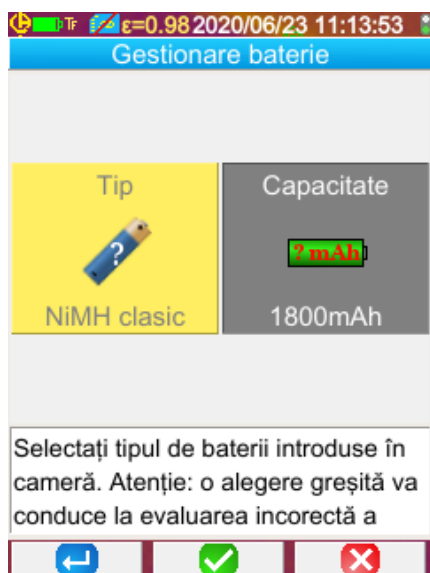 TF ε=0.98 2020/06/23 11:13:53
Gestionare baterie
Tip
Capacitate
?
? mAh
NiMH clasic
1800mAh
Selectați tipul de baterii introduse în
cameră. Atenție: o alegere greșită va
conduce la evaluarea incorectă a